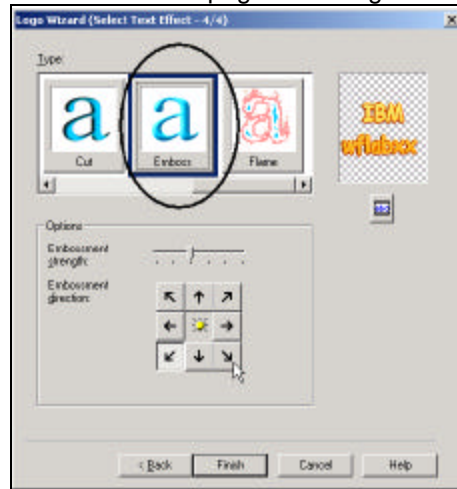 Logo Wizard (Select Text Effect - 4/4)
Type:
a a a
Cut Emboss Flame
IBM
wflabxx
Options
Embossment
strength:
Embossment
direction:
< Back Finish Cancel Help